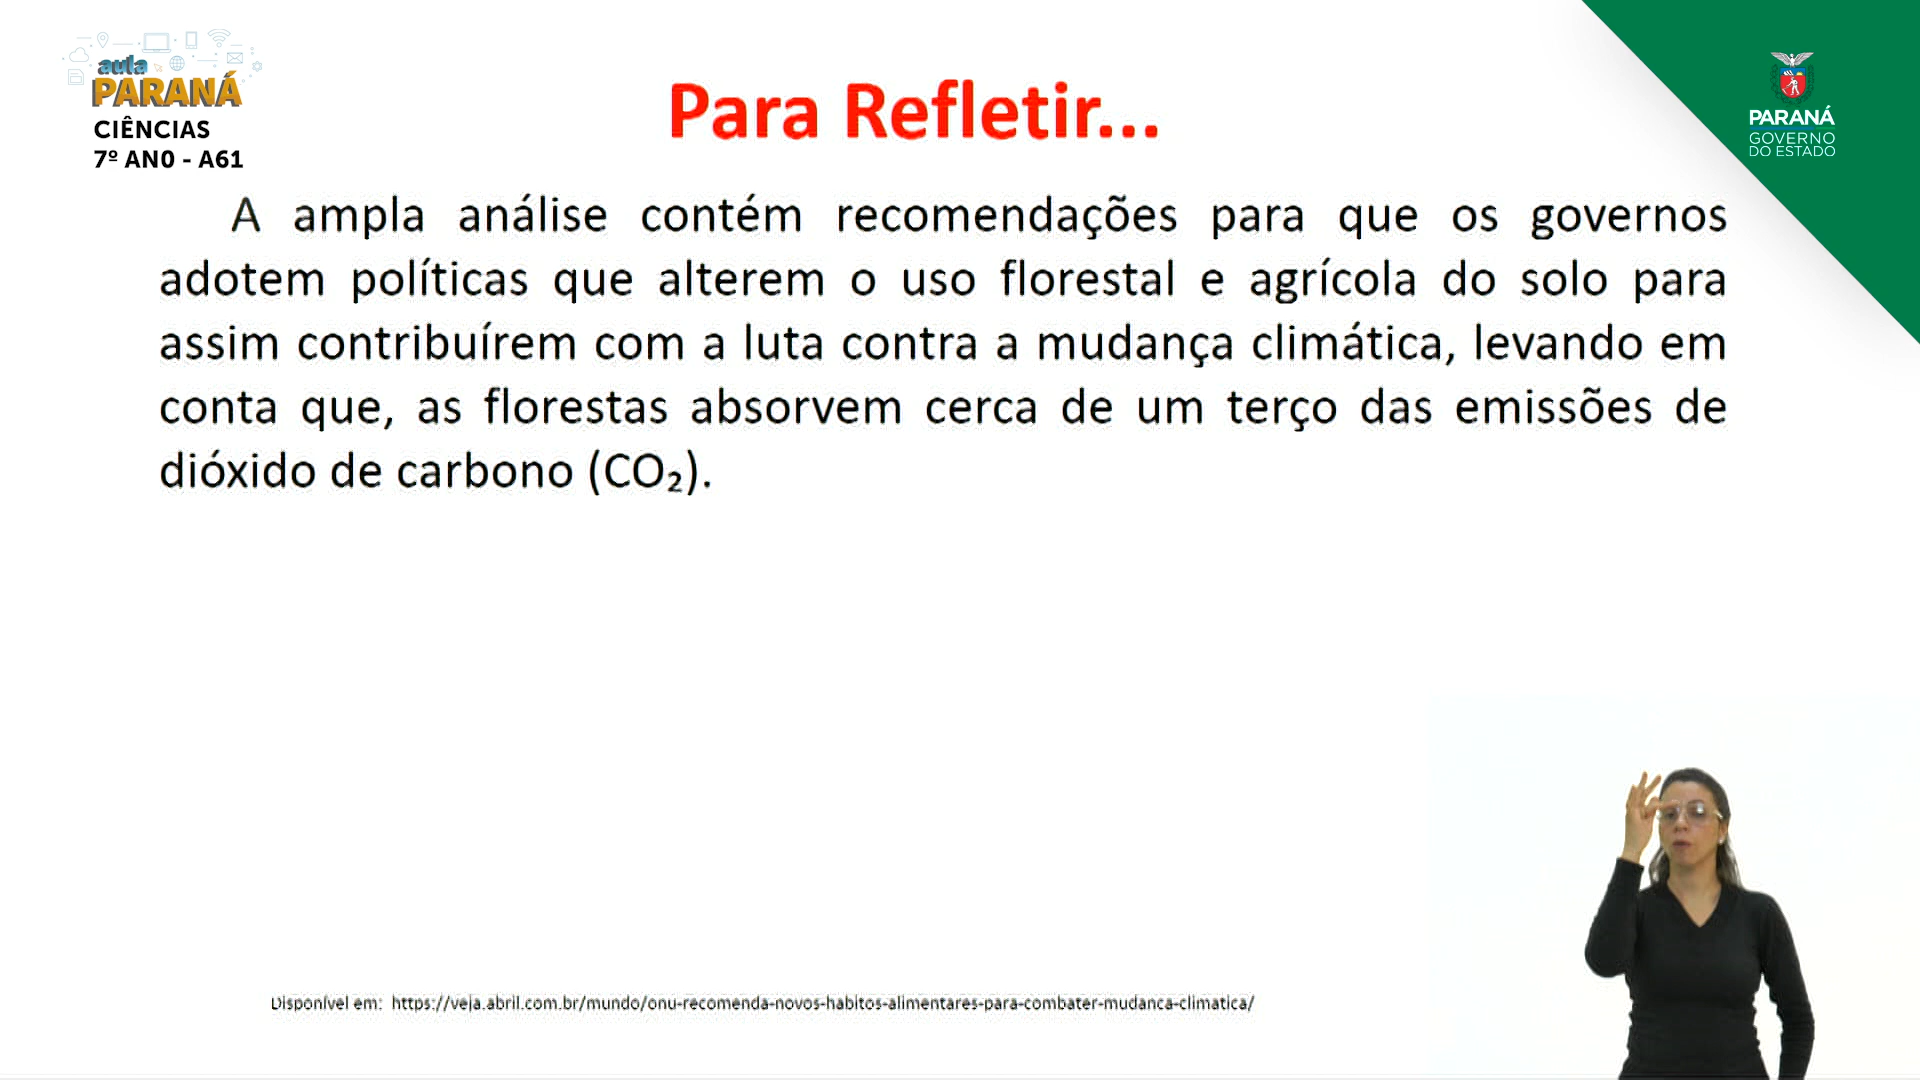 aula
PARANÁ
CIÊNCIAS
7º AN0 - A61
Para Refletir...
PARANÁ
GOVERNO
DO ESTADO
A ampla análise contém recomendações para que os governos
adotem políticas que alterem o uso florestal e agrícola do solo para
assim contribuírem com a luta contra a mudança climática, levando em
conta que, as florestas absorvem cerca de um terço das emissões de
dióxido de carbono (CO₂).
Disponível em: https://veja.abril.com.br/mundo/onu-recomenda-novos-habitos-alimentares-para-combater-mudanca-climatica/